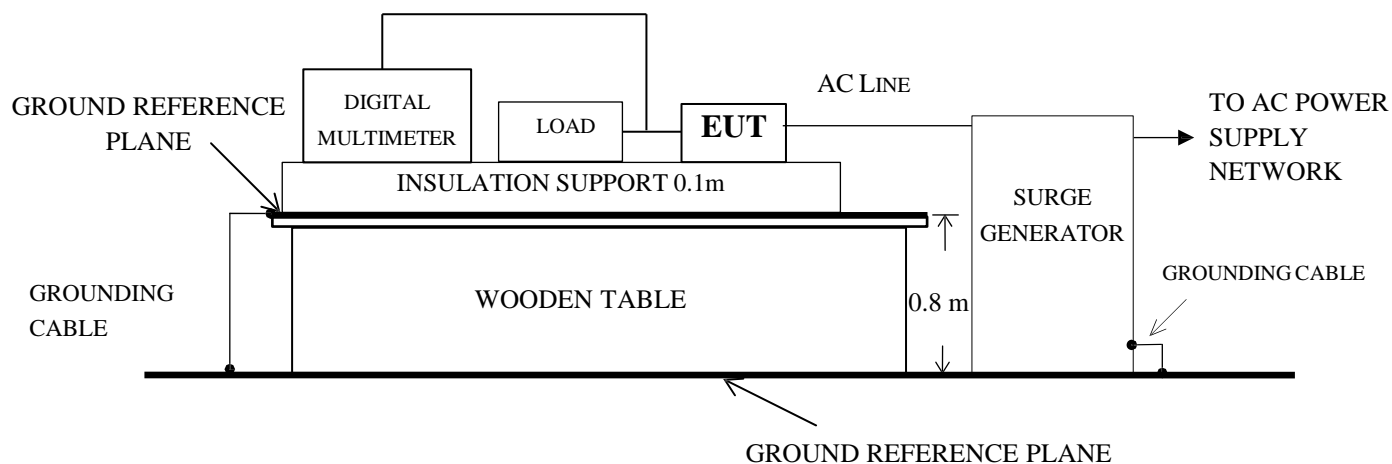 GROUND REFERENCE
PLANE
DIGITAL
MULTIMETER
LOAD
EUT
AC LINE
TO AC POWER
SUPPLY
NETWORK
INSULATION SUPPORT 0.1m
SURGE
GENERATOR
GROUNDING CABLE
GROUNDING
CABLE
WOODEN TABLE
0.8 m
GROUND REFERENCE PLANE